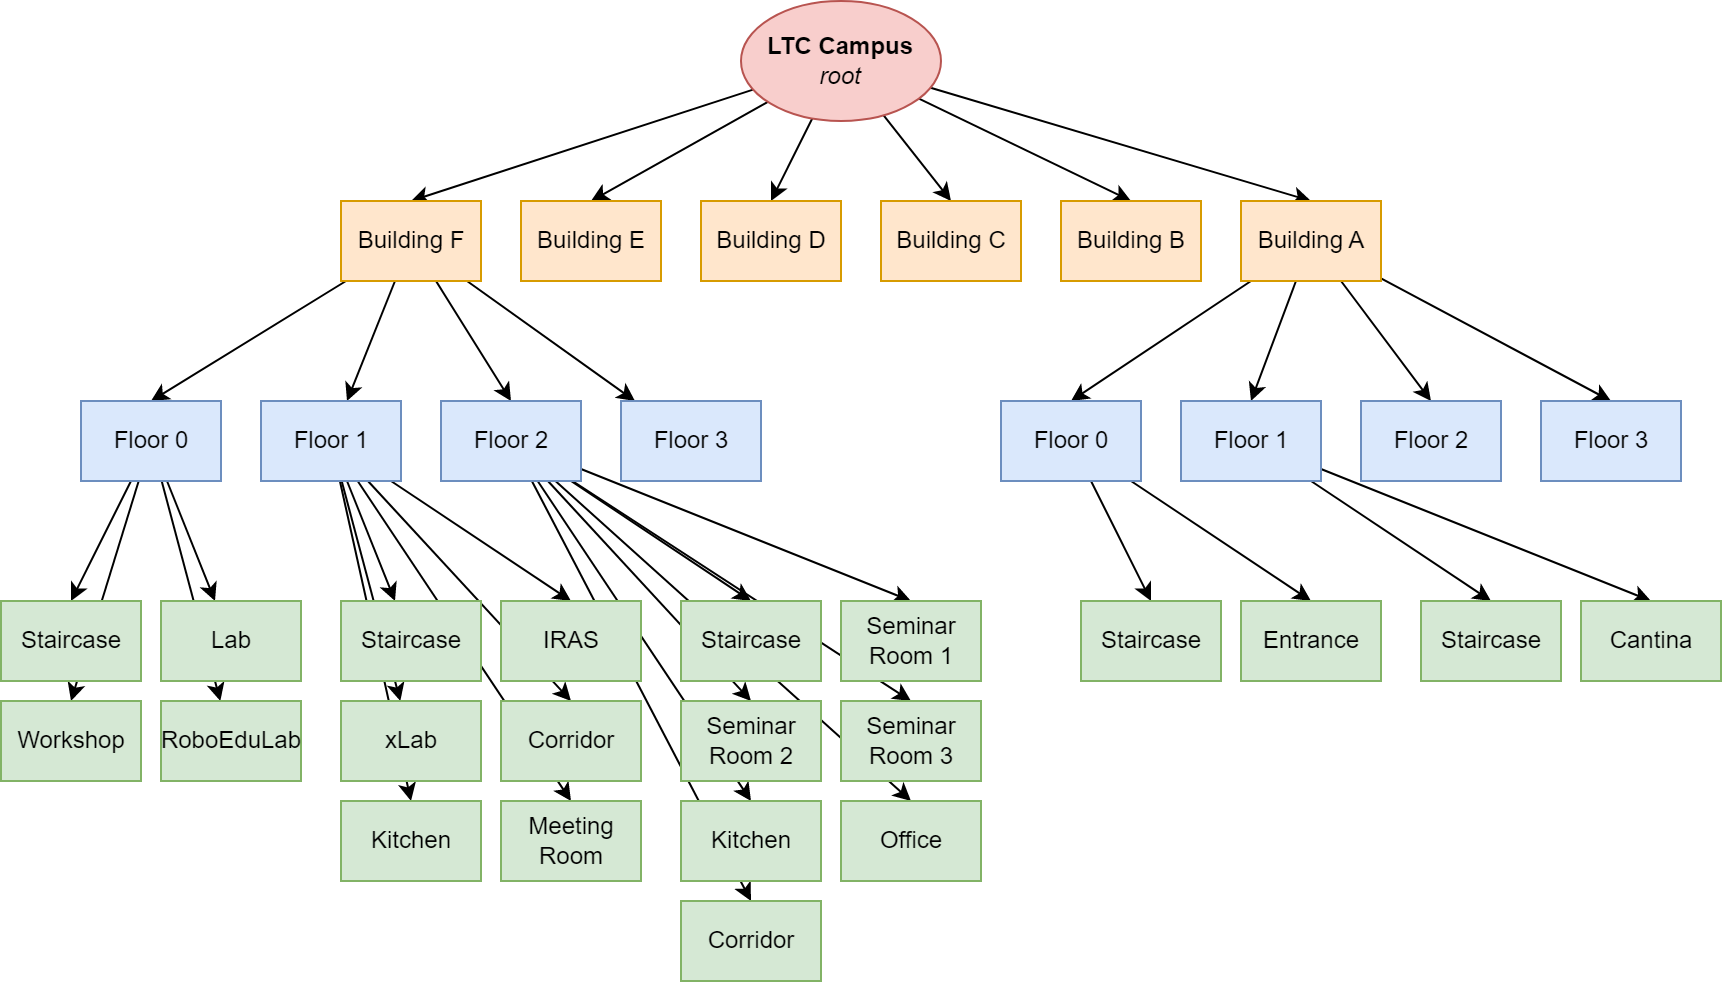 LTC Campus
root
Building F
Building E
Building D
Building C
Building B
Building A
Floor 0
Floor 1
Floor 2
Floor 3
Floor 0
Floor 1
Floor 2
Floor 3
Staircase
Lab
Staircase
IRAS
Staircase
Seminar
Room 1
Staircase
Entrance
Staircase
Cantina
Workshop
RoboEduLab
xLab
Corridor
Seminar
Room 2
Seminar
Room 3
Kitchen
Meeting
Room
Kitchen
Office
Corridor